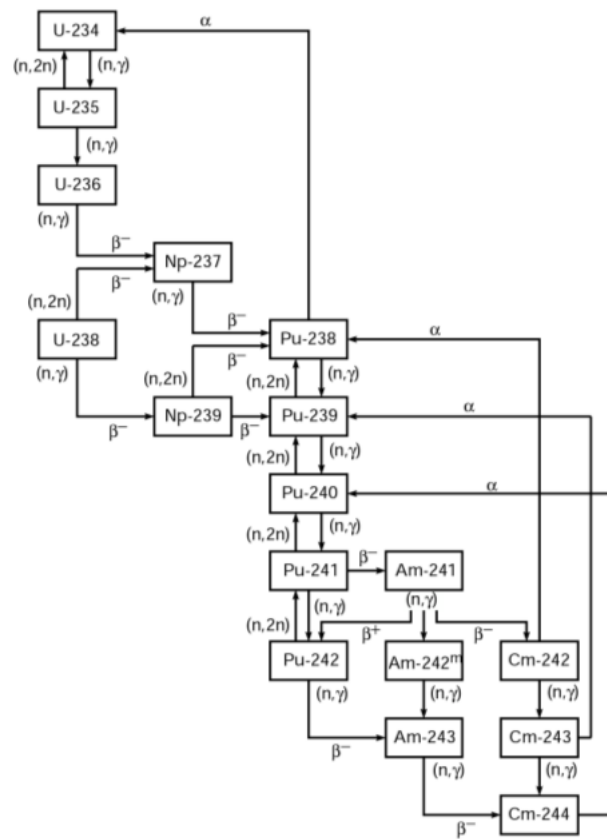 U-234
α
(n,2n) (n,γ)
U-235
(n,γ)
U-236
(n,γ)
β⁻
Np-237
β⁻
(n,2n) (n,γ)
U-238
β⁻
Pu-238
α
β⁻
(n,γ) (n,2n) (n,2n) (n,γ)
Np-239
Pu-239
α
β⁻ β⁻
(n,2n) (n,γ)
Pu-240
α
(n,2n) (n,γ)
Pu-241
β⁻
Am-241
(n,2n) (n,γ) (n,γ)
β⁺ β⁻
Pu-242 Am-242ᵐ Cm-242
(n,γ) (n,γ) (n,γ)
β⁻
Am-243 Cm-243
(n,γ) (n,γ)
β⁻
Cm-244